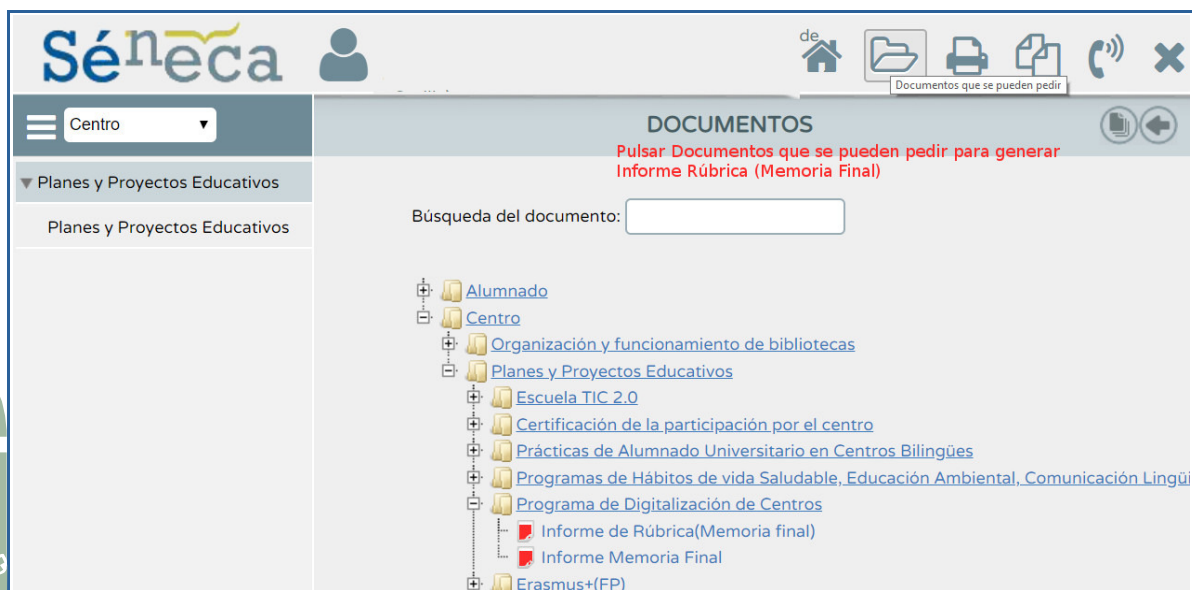 Séneca
de
Documentos que se pueden pedir
Centro
DOCUMENTOS
Pulsar Documentos que se pueden pedir para generar
Informe Rúbrica (Memoria Final)
Planes y Proyectos Educativos
Planes y Proyectos Educativos
Búsqueda del documento:
Alumnado
Centro
Organización y funcionamiento de bibliotecas
Planes y Proyectos Educativos
Escuela TIC 2.0
Certificación de la participación por el centro
Prácticas de Alumnado Universitario en Centros Bilingües
Programas de Hábitos de vida Saludable, Educación Ambiental, Comunicación Lingüi
Programa de Digitalización de Centros
Informe de Rúbrica(Memoria final)
Informe Memoria Final
Erasmus+(FP)